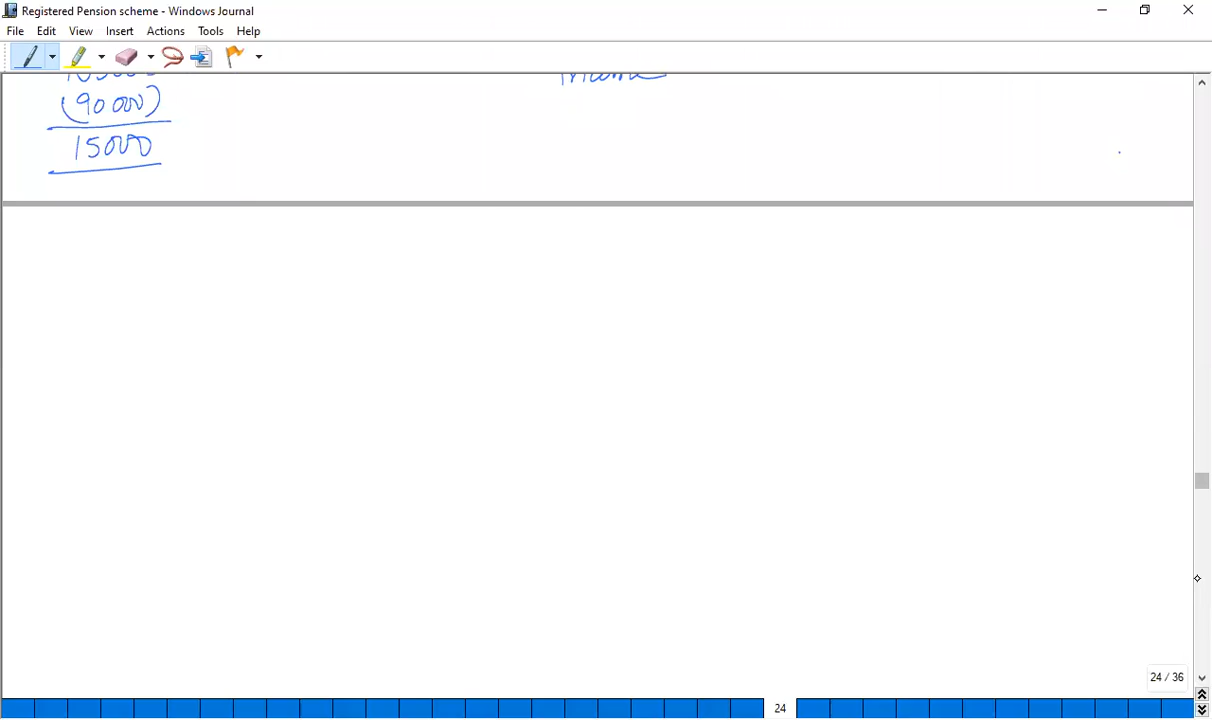 Registered Pension scheme - Windows Journal
File Edit View Insert Actions Tools Help
(90 000)
15000
24 / 36
24